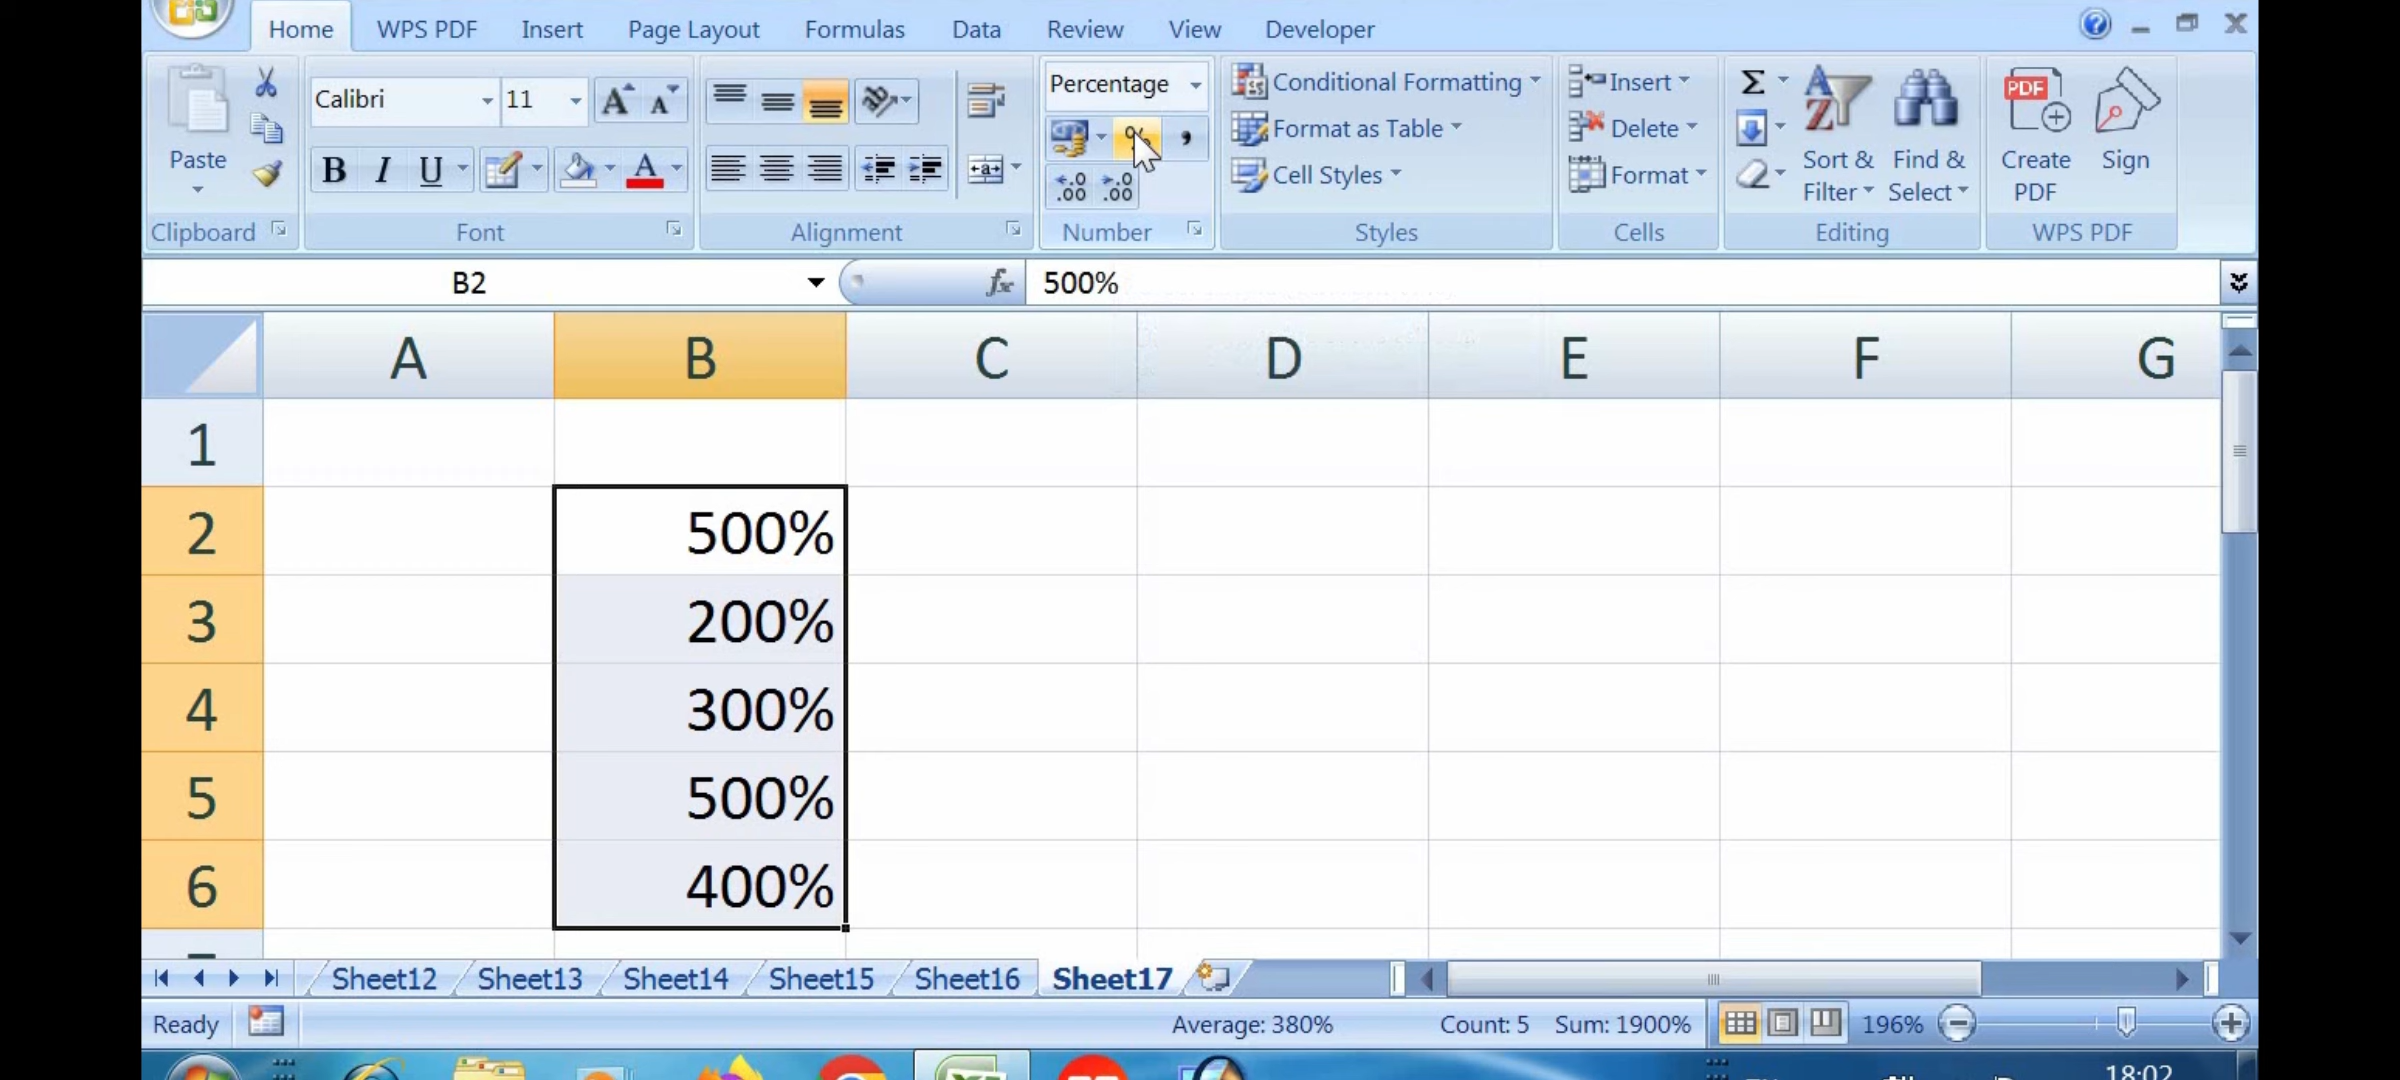 Home WPS PDF Insert Page Layout Formulas Data Review View Developer
Calibri 11 Percentage Conditional Formatting Insert
Paste B I U A Format as Table Delete
Cell Styles Format
Sort & Filter Find & Select Create PDF Sign
Clipboard Font Alignment Number Styles Cells Editing WPS PDF
B2 fx 500%
A B C D E F G
1
2 500%
3 200%
4 300%
5 500%
6 400%
Sheet12 Sheet13 Sheet14 Sheet15 Sheet16 Sheet17
Ready Average: 380% Count: 5 Sum: 1900% 196%
18:02